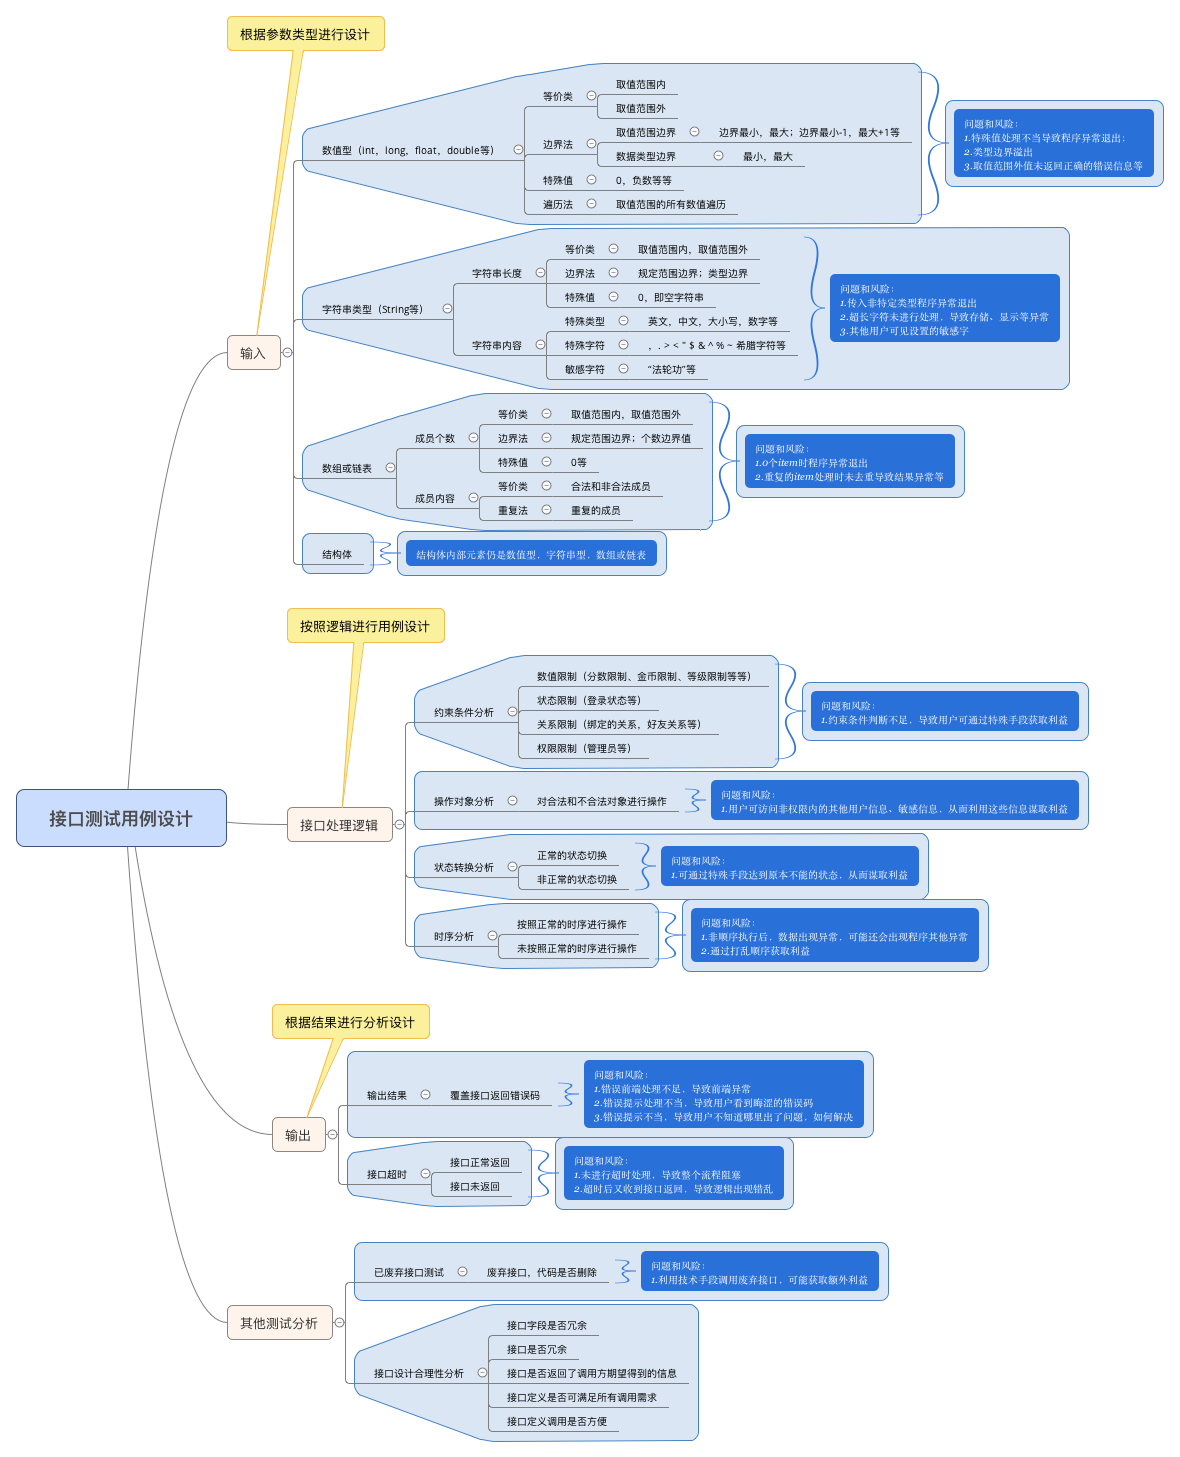 根据参数类型进行设计
等价类
取值范围内
取值范围外
数值型（int，long，float，double等）
边界法
取值范围边界
边界最小，最大；边界最小-1，最大+1等
数据类型边界
最小，最大
特殊值
0，负数等等
遍历法
取值范围的所有数值遍历
问题和风险：
1.特殊值处理不当导致程序异常退出；
2.类型边界溢出
3.取值范围外值未返回正确的错误信息等
字符串类型（String等）
字符串长度
等价类
取值范围内，取值范围外
边界法
规定范围边界；类型边界
特殊值
0，即空字符串
字符串内容
特殊类型
英文，中文，大小写，数字等
特殊字符
，. > < " $ & ^ % ~ 希腊字符等
敏感字符
“法轮功”等
问题和风险：
1.传入非特定类型程序异常退出
2.超长字符未进行处理，导致存储、显示等异常
3.其他用户可见设置的敏感字
输入
数组或链表
成员个数
等价类
取值范围内，取值范围外
边界法
规定范围边界；个数边界值
特殊值
0等
成员内容
等价类
合法和非合法成员
重复法
重复的成员
问题和风险：
1.0个item时程序异常退出
2.重复的item处理时未去重导致结果异常等
结构体
结构体内部元素仍是数值型，字符串型，数组或链表
按照逻辑进行用例设计
约束条件分析
数值限制（分数限制、金币限制、等级限制等等）
状态限制（登录状态等）
关系限制（绑定的关系，好友关系等）
权限限制（管理员等）
问题和风险：
1.约束条件判断不足，导致用户可通过特殊手段获取利益
接口测试用例设计
接口处理逻辑
操作对象分析
对合法和不合法对象进行操作
问题和风险：
1.用户可访问非权限内的其他用户信息、敏感信息，从而利用这些信息谋取利益
状态转换分析
正常的状态切换
非正常的状态切换
问题和风险：
1.可通过特殊手段达到原本不能的状态，从而谋取利益
时序分析
按照正常的时序进行操作
未按照正常的时序进行操作
问题和风险：
1.非顺序执行后，数据出现异常，可能还会出现程序其他异常
2.通过打乱顺序获取利益
根据结果进行分析设计
输出结果
覆盖接口返回错误码
问题和风险：
1.错误前端处理不足，导致前端异常
2.错误提示处理不当，导致用户看到晦涩的错误码
3.错误提示不当，导致用户不知道哪里出了问题，如何解决
输出
接口超时
接口正常返回
接口未返回
问题和风险：
1.未进行超时处理，导致整个流程阻塞
2.超时后又收到接口返回，导致逻辑出现错乱
已废弃接口测试
废弃接口，代码是否删除
问题和风险：
1.利用技术手段调用废弃接口，可能获取额外利益
其他测试分析
接口设计合理性分析
接口字段是否冗余
接口是否冗余
接口是否返回了调用方期望得到的信息
接口定义是否可满足所有调用需求
接口定义调用是否方便